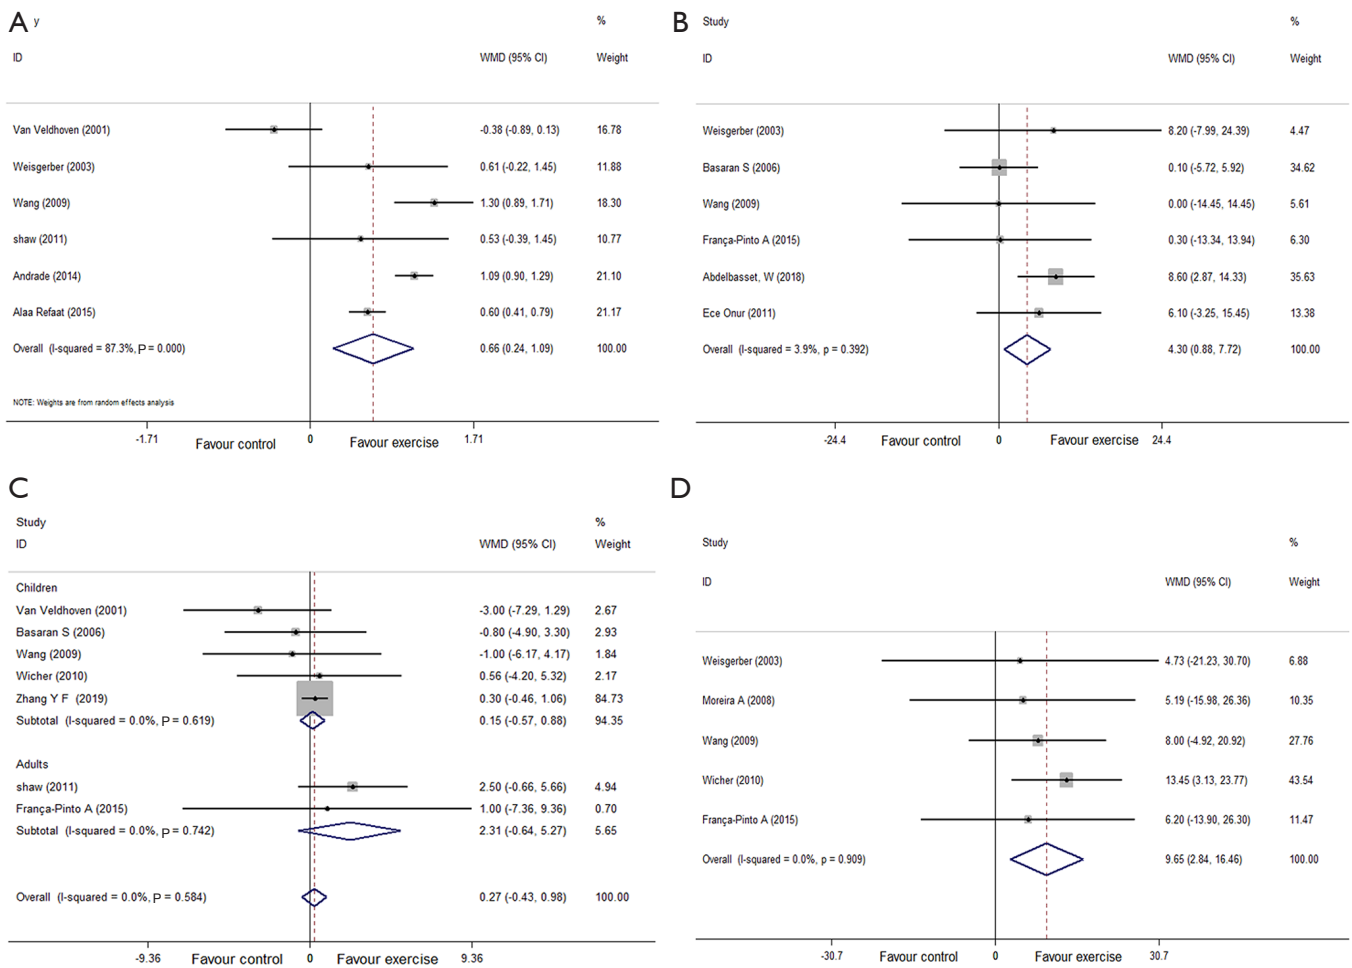 A y %
ID WMD (95% CI) Weight
Van Veldhoven (2001) -0.38 (-0.89, 0.13) 16.78
Weisgerber (2003) 0.61 (-0.22, 1.45) 11.88
Wang (2009) 1.30 (0.89, 1.71) 18.30
shaw (2011) 0.53 (-0.39, 1.45) 10.77
Andrade (2014) 1.09 (0.90, 1.29) 21.10
Alaa Refaat (2015) 0.60 (0.41, 0.79) 21.17
Overall (I-squared = 87.3%, P = 0.000) 0.66 (0.24, 1.09) 100.00
NOTE: Weights are from random effects analysis
-1.71 Favour control 0 Favour exercise 1.71
B Study %
ID WMD (95% CI) Weight
Weisgerber (2003) 8.20 (-7.99, 24.39) 4.47
Basaran S (2006) 0.10 (-5.72, 5.92) 34.62
Wang (2009) 0.00 (-14.45, 14.45) 5.61
França-Pinto A (2015) 0.30 (-13.34, 13.94) 6.30
Abdelbasset, W (2018) 8.60 (2.87, 14.33) 35.63
Ece Onur (2011) 6.10 (-3.25, 15.45) 13.38
Overall (I-squared = 3.9%, p = 0.392) 4.30 (0.88, 7.72) 100.00
-24.4 Favour control 0 Favour exercise 24.4
C
Study %
ID WMD (95% CI) Weight
Children
Van Veldhoven (2001) -3.00 (-7.29, 1.29) 2.67
Basaran S (2006) -0.80 (-4.90, 3.30) 2.93
Wang (2009) -1.00 (-6.17, 4.17) 1.84
Wicher (2010) 0.56 (-4.20, 5.32) 2.17
Zhang Y F (2019) 0.30 (-0.46, 1.06) 84.73
Subtotal (I-squared = 0.0%, P = 0.619) 0.15 (-0.57, 0.88) 94.35
Adults
shaw (2011) 2.50 (-0.66, 5.66) 4.94
França-Pinto A (2015) 1.00 (-7.36, 9.36) 0.70
Subtotal (I-squared = 0.0%, P = 0.742) 2.31 (-0.64, 5.27) 5.65
Overall (I-squared = 0.0%, P = 0.584) 0.27 (-0.43, 0.98) 100.00
-9.36 Favour control 0 Favour exercise 9.36
D
Study %
ID WMD (95% CI) Weight
Weisgerber (2003) 4.73 (-21.23, 30.70) 6.88
Moreira A (2008) 5.19 (-15.98, 26.36) 10.35
Wang (2009) 8.00 (-4.92, 20.92) 27.76
Wicher (2010) 13.45 (3.13, 23.77) 43.54
França-Pinto A (2015) 6.20 (-13.90, 26.30) 11.47
Overall (I-squared = 0.0%, p = 0.909) 9.65 (2.84, 16.46) 100.00
-30.7 Favour control 0 Favour exercise 30.7